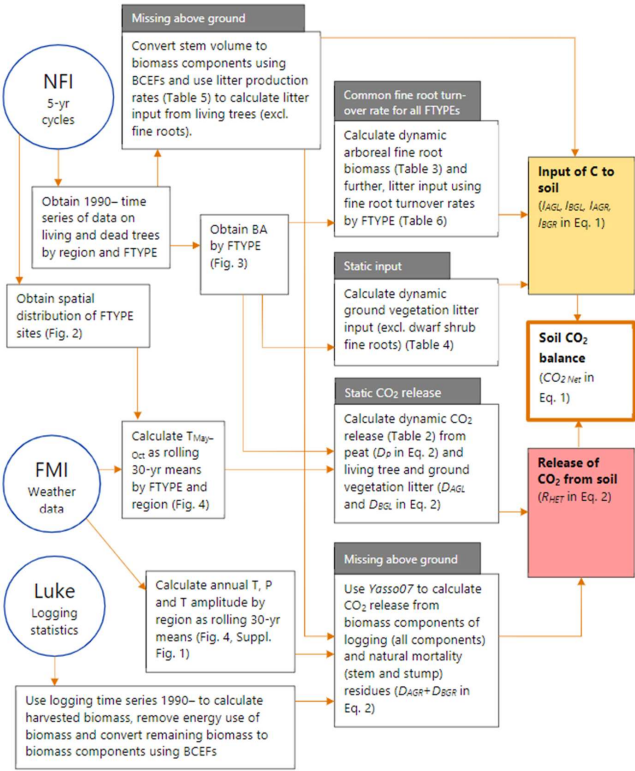 Missing above ground
Convert stem volume to
biomass components using
BCEFs and use litter production
rates (Table 5) to calculate litter
input from living trees (excl.
fine roots).
NFI
5-yr
cycles
Common fine root turn-
over rate for all FTYPEs
Calculate dynamic
arboreal fine root
biomass (Table 3) and
further, litter input using
fine root turnover rates
by FTYPE (Table 6)
Input of C to
soil
(I_AGL, I_BGL, I_AGR,
I_BGR in Eq. 1)
Obtain 1990– time
series of data on
living and dead trees
by region and FTYPE
Obtain BA
by FTYPE
(Fig. 3)
Static input
Calculate dynamic
ground vegetation litter
input (excl. dwarf shrub
fine roots) (Table 4)
Obtain spatial
distribution of FTYPE
sites (Fig. 2)
Soil CO₂
balance
(CO₂ Net in
Eq. 1)
Static CO₂ release
Calculate dynamic CO₂
release (Table 2) from
peat (D_P in Eq. 2) and
living tree and ground
vegetation litter (D_AGL
and D_BGL in Eq. 2)
Calculate T_May–
Oct as rolling
30-yr means
by FTYPE and
region (Fig. 4)
FMI
Weather
data
Release of
CO₂ from soil
(R_HET in Eq. 2)
Missing above ground
Use Yasso07 to calculate
CO₂ release from
biomass components of
logging (all components)
and natural mortality
(stem and stump)
residues (D_AGR+D_BGR in
Eq. 2)
Calculate annual T, P
and T amplitude by
region as rolling 30-yr
means (Fig. 4, Suppl.
Fig. 1)
Luke
Logging
statistics
Use logging time series 1990– to calculate
harvested biomass, remove energy use of
biomass and convert remaining biomass to
biomass components using BCEFs